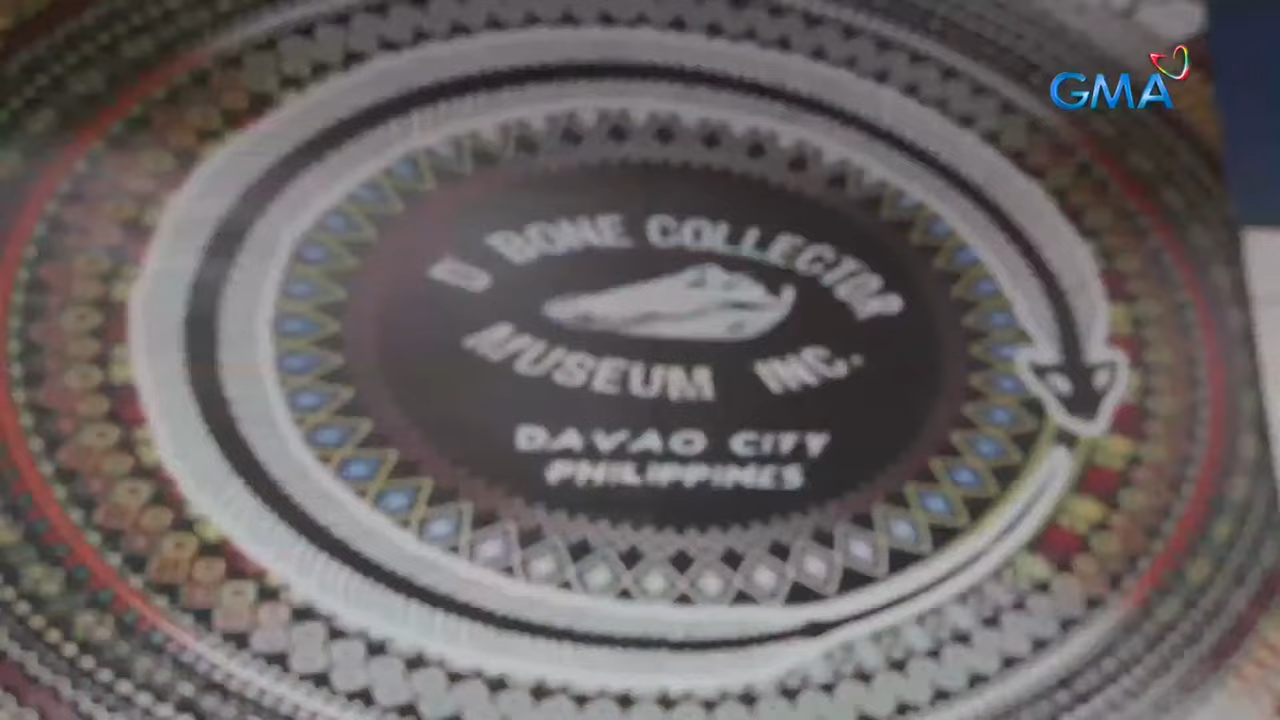 GMA
D BONE COLLECTOR
MUSEUM INC.
DAVAO CITY
PHILIPPINES